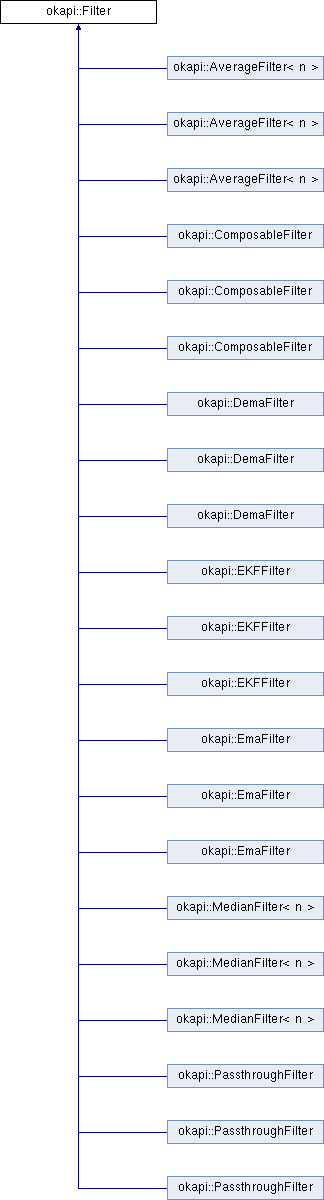 okapi::Filter
okapi::AverageFilter< n >
okapi::AverageFilter< n >
okapi::AverageFilter< n >
okapi::ComposableFilter
okapi::ComposableFilter
okapi::ComposableFilter
okapi::DemaFilter
okapi::DemaFilter
okapi::DemaFilter
okapi::EKFFilter
okapi::EKFFilter
okapi::EKFFilter
okapi::EmaFilter
okapi::EmaFilter
okapi::EmaFilter
okapi::MedianFilter< n >
okapi::MedianFilter< n >
okapi::MedianFilter< n >
okapi::PassthroughFilter
okapi::PassthroughFilter
okapi::PassthroughFilter